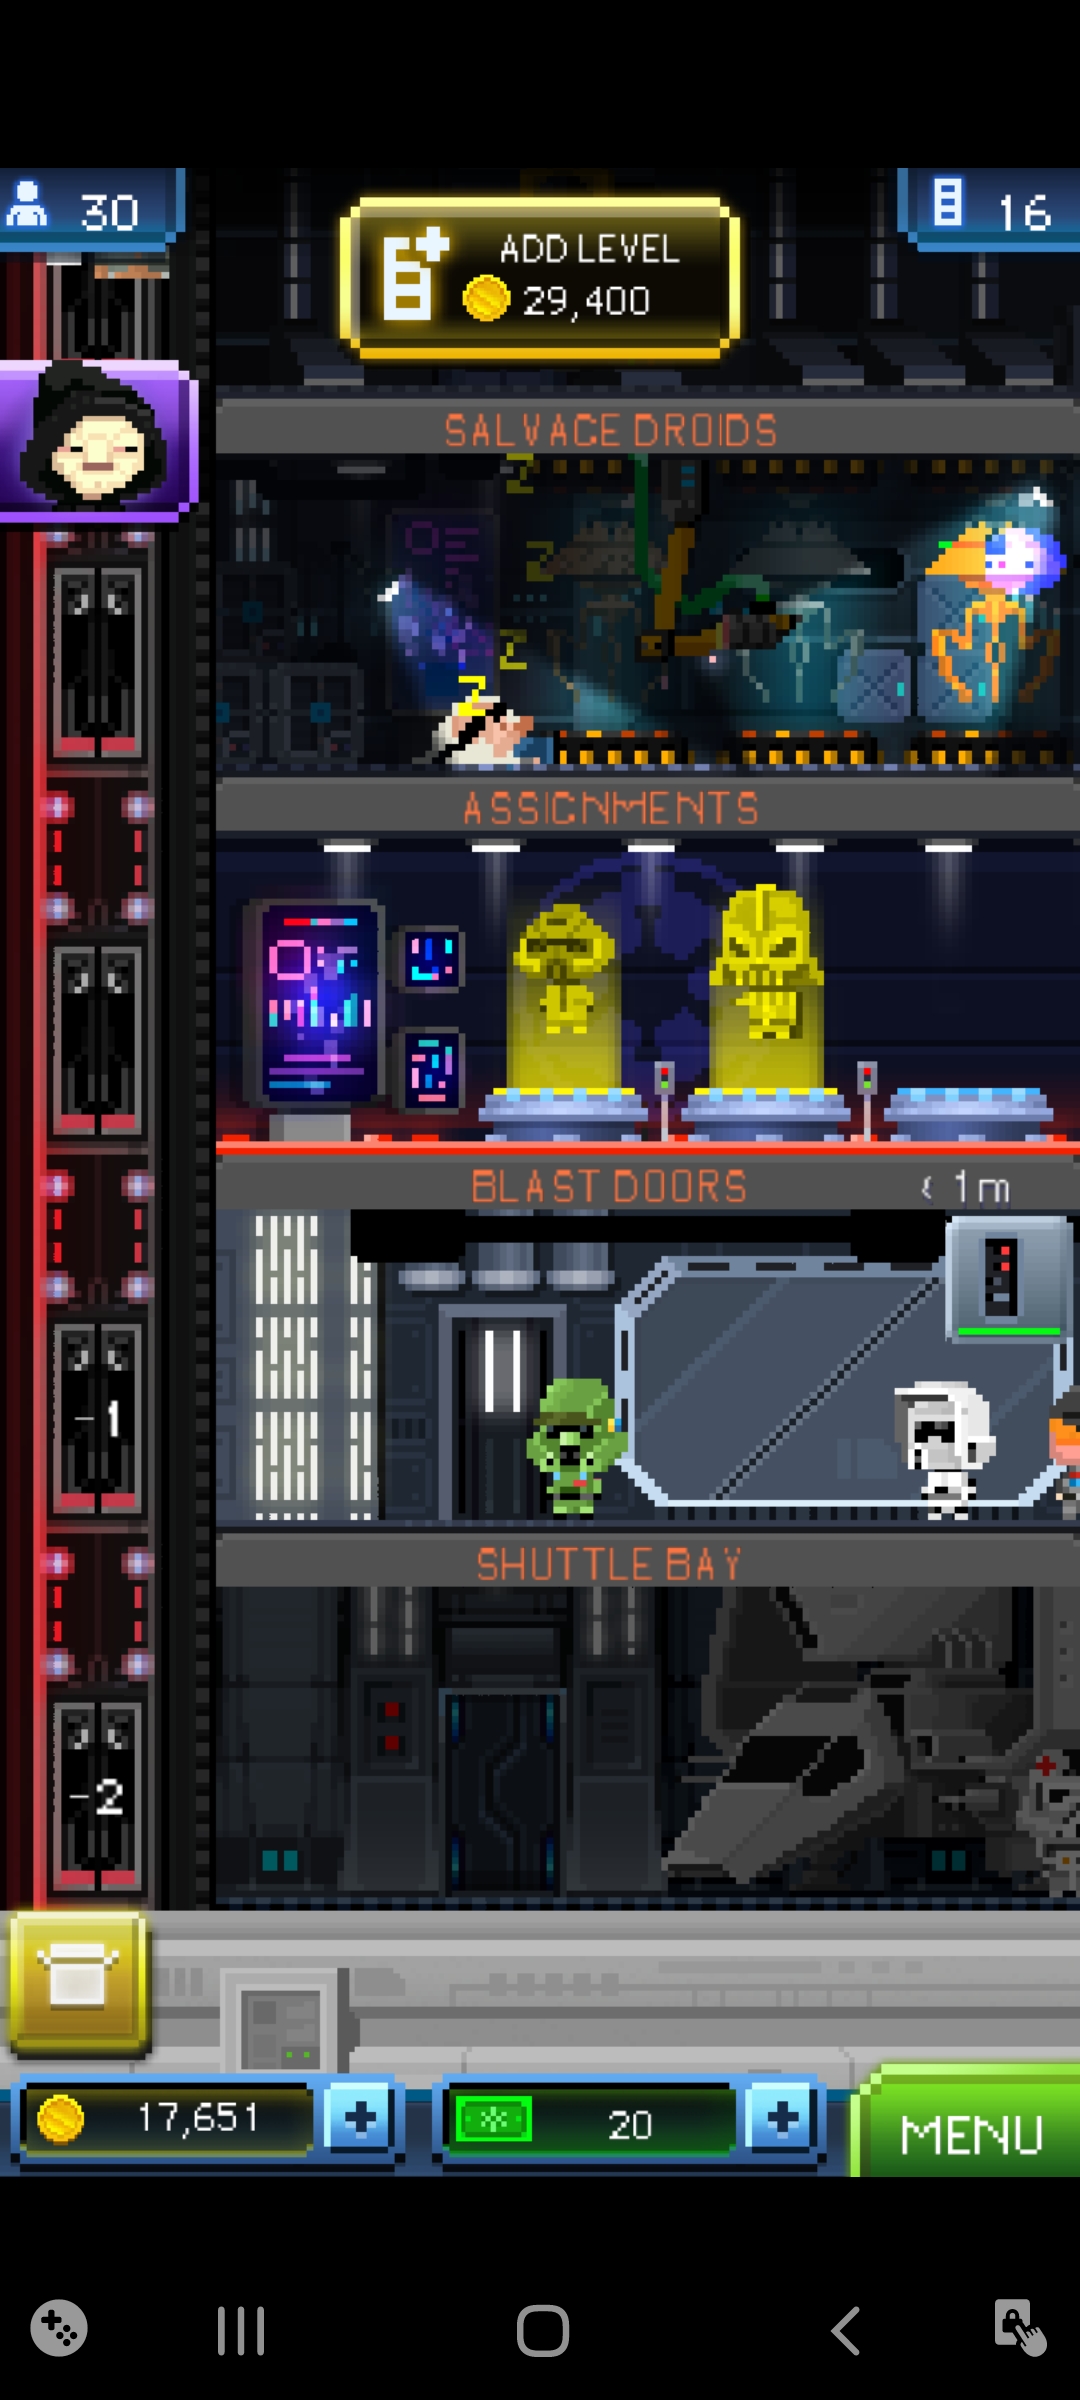 30
ADD LEVEL
29,400
16
SALVAGE DROIDS
Z
Z
Z
Z
ASSIGNMENTS
BLAST DOORS < 1m
-1
SHUTTLE BAY
-2
17,651 +
20 +
MENU